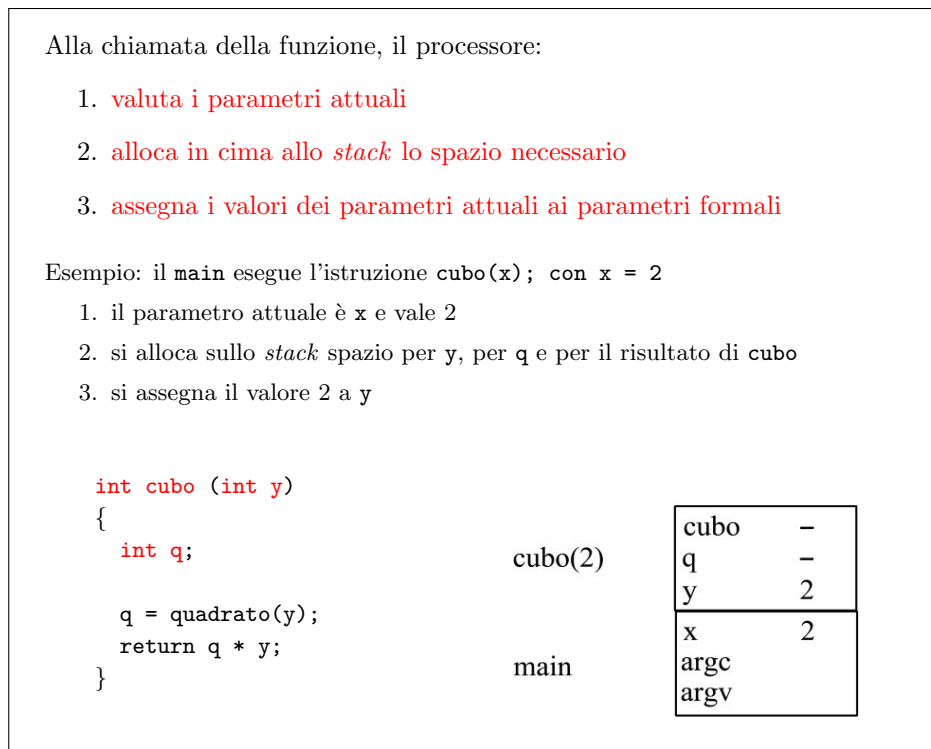 Alla chiamata della funzione, il processore:
1. valuta i parametri attuali
2. alloca in cima allo stack lo spazio necessario
3. assegna i valori dei parametri attuali ai parametri formali
Esempio: il main esegue l'istruzione cubo(x); con x = 2
1. il parametro attuale è x e vale 2
2. si alloca sullo stack spazio per y, per q e per il risultato di cubo
3. si assegna il valore 2 a y
int cubo (int y)
{
int q;
q = quadrato(y);
return q * y;
}
cubo(2)
cubo –
q –
y 2
main
x 2
argc
argv